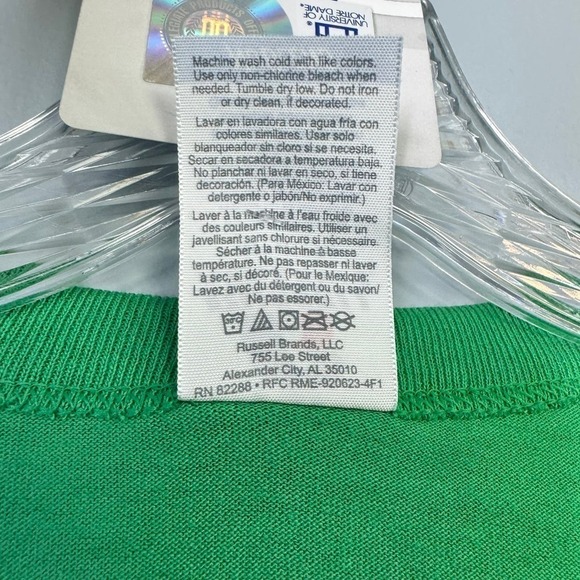 UNIVERSITY OF
NOTRE DAME®
Machine wash cold with like colors.
Use only non-chlorine bleach when
needed. Tumble dry low. Do not iron
or dry clean, if decorated.
Lavar en lavadora con agua fría con
colores similares. Usar solo
blanqueador sin cloro si se necesita.
Secar en secadora a temperatura baja.
No planchar ni lavar en seco, si tiene
decoración. (Para México: Lavar con
detergente o jabón/No exprimir.)
Laver à la machine à l'eau froide avec
des couleurs similaires. Utiliser un
javellisant sans chlorure si nécessaire.
Sécher à la machine à basse
température. Ne pas repasser ni laver
à sec, si décoré. (Pour le Mexique:
Lavez avec du détergent ou du savon/
Ne pas essorer.)
30°C
Russell Brands, LLC
755 Lee Street
Alexander City, AL 35010
RN 82288 • RFC RME-920623-4F1